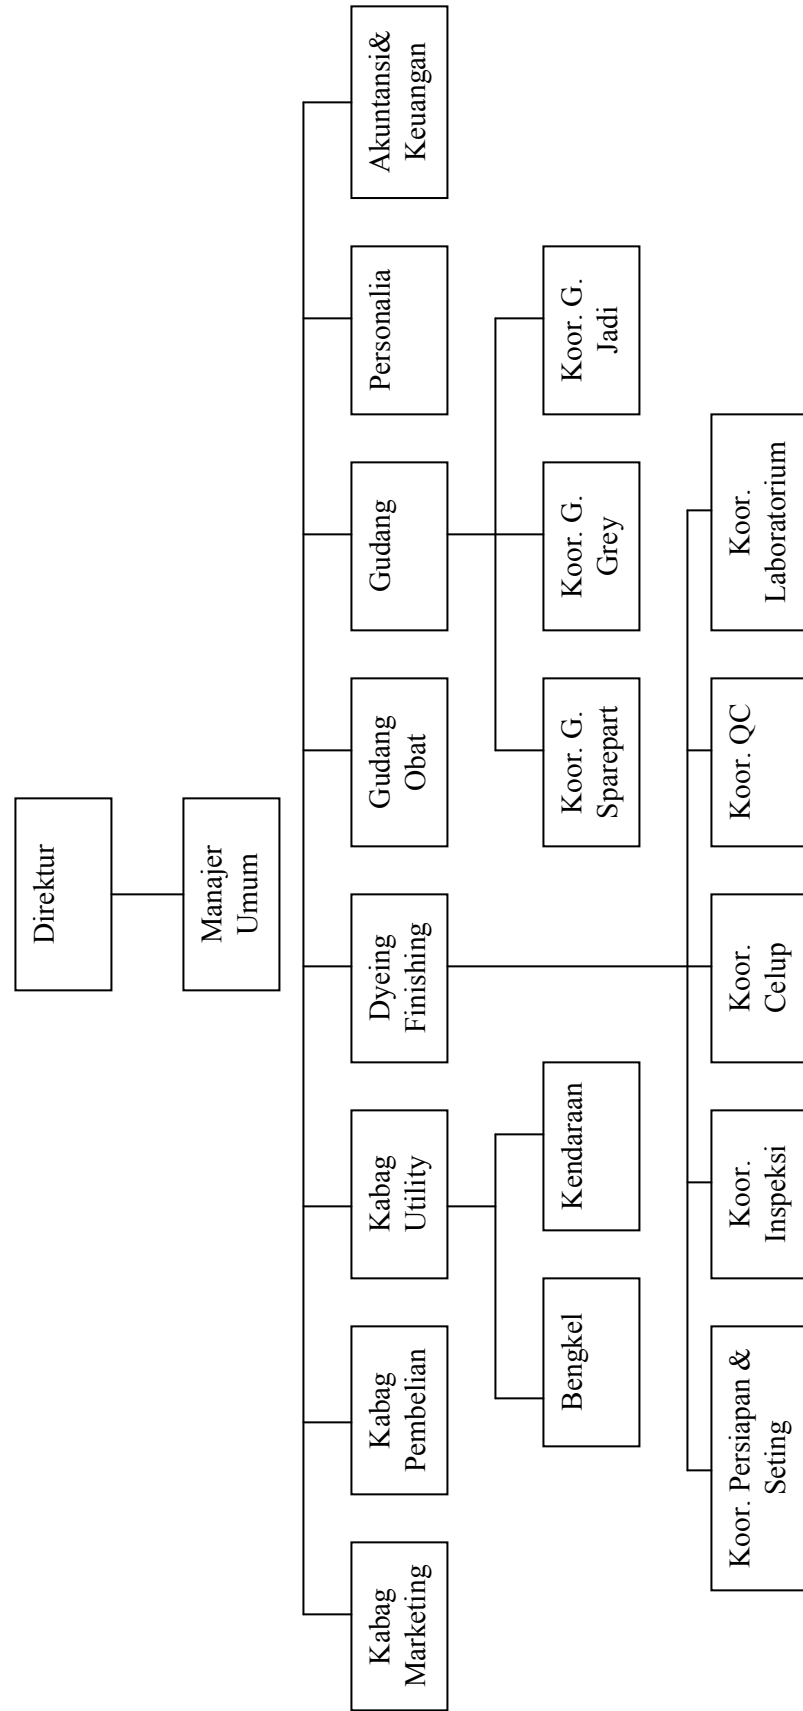 Direktur
Manajer
Umum
Kabag
Marketing
Kabag
Pembelian
Kabag
Utility
Dyeing
Finishing
Gudang
Obat
Gudang
Personalia
Akuntansi&
Keuangan
Bengkel
Kendaraan
Koor. G.
Sparepart
Koor. G.
Grey
Koor. G.
Jadi
Koor. Persiapan &
Seting
Koor.
Inspeksi
Koor.
Celup
Koor. QC
Koor.
Laboratorium